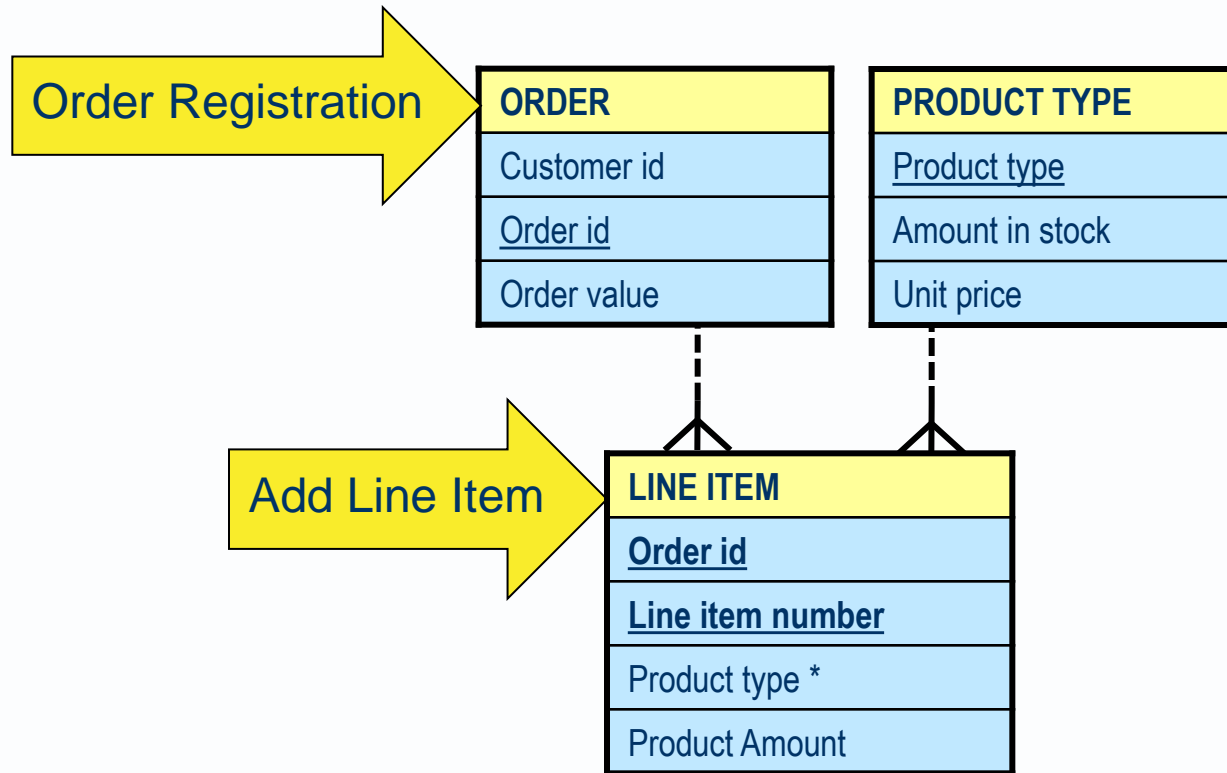 Order Registration
ORDER
Customer id
Order id
Order value
PRODUCT TYPE
Product type
Amount in stock
Unit price
Add Line Item
LINE ITEM
Order id
Line item number
Product type *
Product Amount